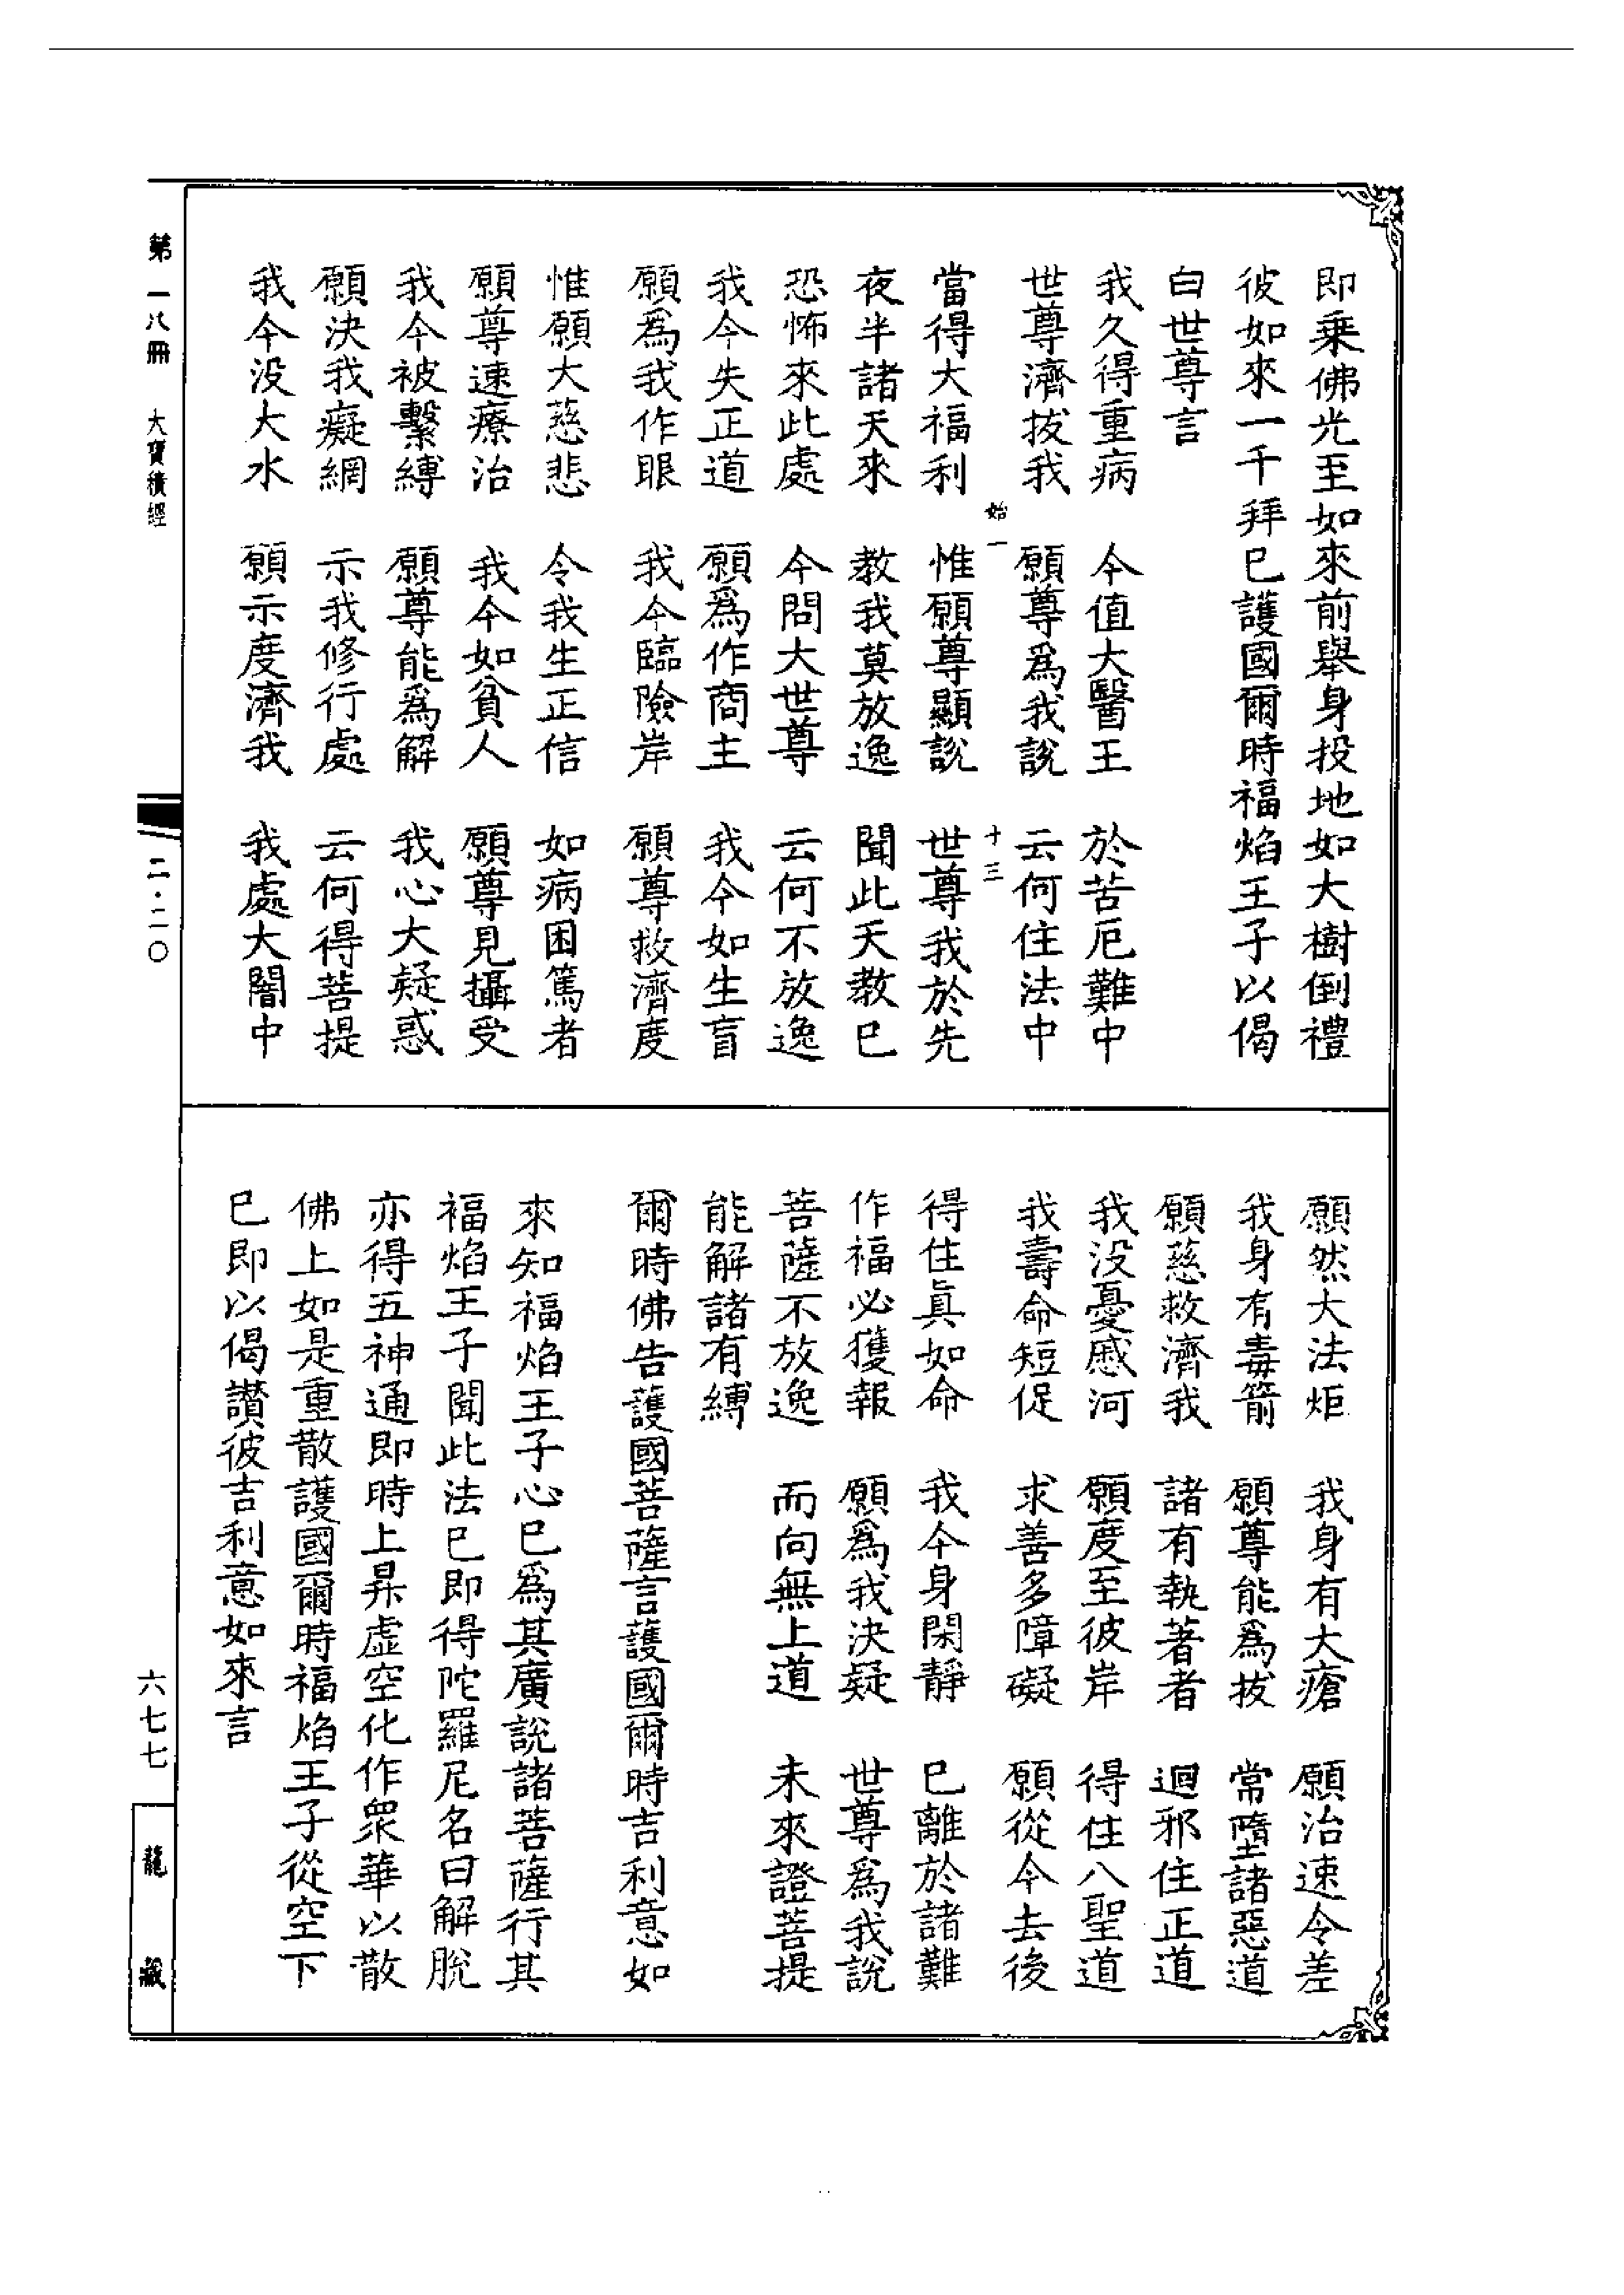 即乘佛光至如來前舉身投地如大樹倒禮
彼如來一千拜已護國爾時福焰王子以偈
白世尊言
我久得重病　今值大醫王　於苦厄難中
世尊濟拔我　願尊為我說　云何住法中
始一　十三
當得大福利　惟願尊顯說　世尊我於先
夜半諸天來　教我莫放逸　聞此天教已
恐怖來此處　今問大世尊　云何不放逸
我今失正道　願為作商主　我今如生盲
願為我作眼　我今臨險岸　願尊救濟度
惟願大慈悲　令我生正信　如病困篤者
願尊速療治　我今如貧人　願尊見攝受
我今被繫縛　願尊能為解　我心大疑惑
願決我癡網　示我修行處　云何得菩提
我今没大水　願示度濟我　我處大闇中
願然大法炬　我身有大瘡　願治速令差
我身有毒箭　願尊能為拔　常墮諸惡道
願慈救濟我　諸有執著者　迴邪住正道
我没憂慼河　願度至彼岸　得住八聖道
我壽命短促　求善多障礙　願從今去後
得住眞如命　我今身閑靜　已離於諸難
作福必獲報　願為我決疑　世尊為我說
菩薩不放逸　而向無上道　未來證菩提
能解諸有縛
爾時佛告護國菩薩言護國爾時吉利意如
來知福焰王子心已為其廣說諸菩薩行其
福焰王子聞此法已即得陀羅尼名曰解脫
亦得五神通即時上昇虛空化作眾華以散
佛上如是重散護國爾時福焰王子從空下
已即以偈讚彼吉利意如來言
第一八冊　大寶積經
二·二〇
六七七
龍藏